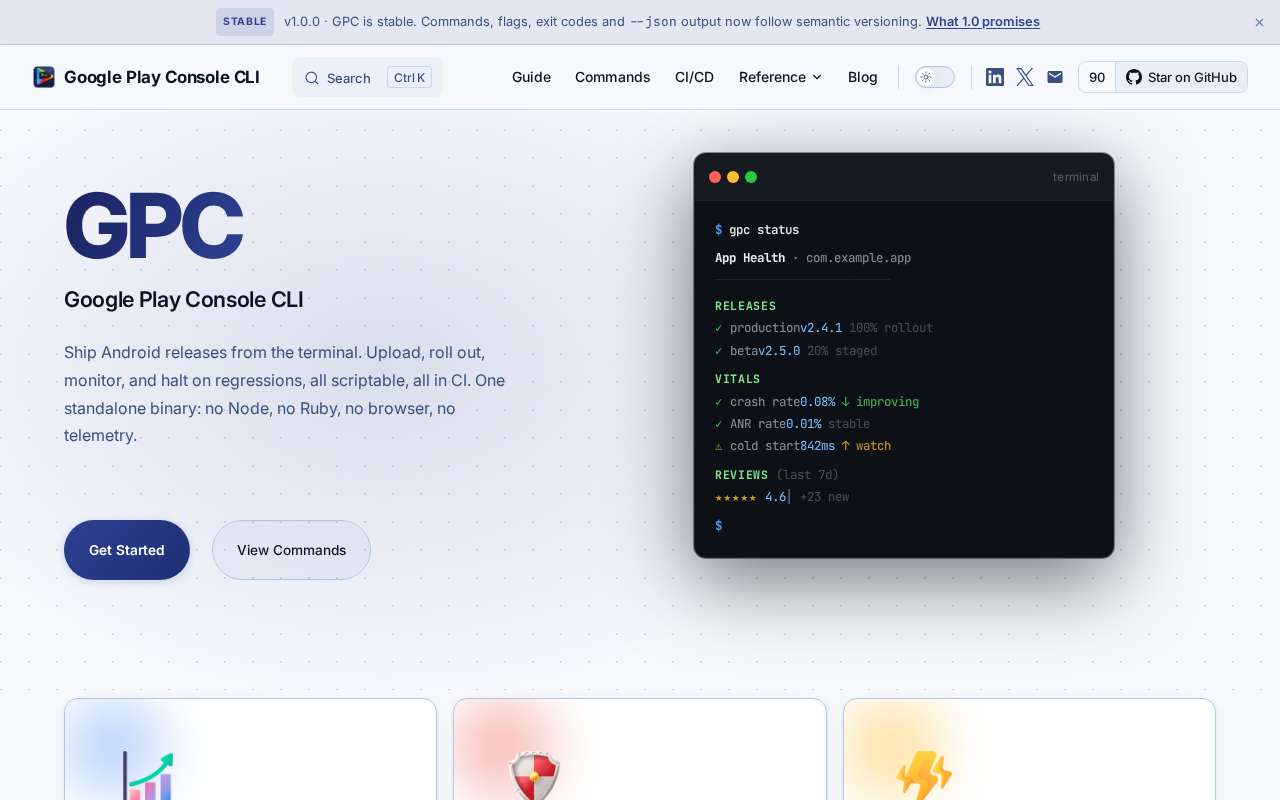 STABLE v1.0.0 · GPC is stable. Commands, flags, exit codes and --json output now follow semantic versioning. What 1.0 promises ×
Google Play Console CLI Search Ctrl K Guide Commands CI/CD Reference Blog 90 Star on GitHub
GPC
Google Play Console CLI
Ship Android releases from the terminal. Upload, roll out,
monitor, and halt on regressions, all scriptable, all in CI. One
standalone binary: no Node, no Ruby, no browser, no
telemetry.
Get Started View Commands
terminal
$ gpc status
App Health · com.example.app
RELEASES
✓ productionv2.4.1 100% rollout
✓ betav2.5.0 20% staged
VITALS
✓ crash rate0.08% ↓ improving
✓ ANR rate0.01% stable
⚠ cold start842ms ↑ watch
REVIEWS (last 7d)
★★★★★ 4.6 +23 new
$